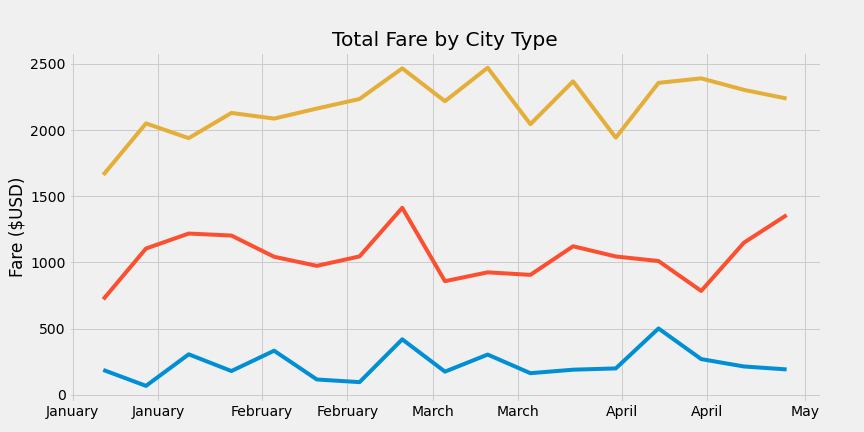 Total Fare by City Type
Fare ($USD)
2500
2000
1500
1000
500
0
January January February February March March April April May